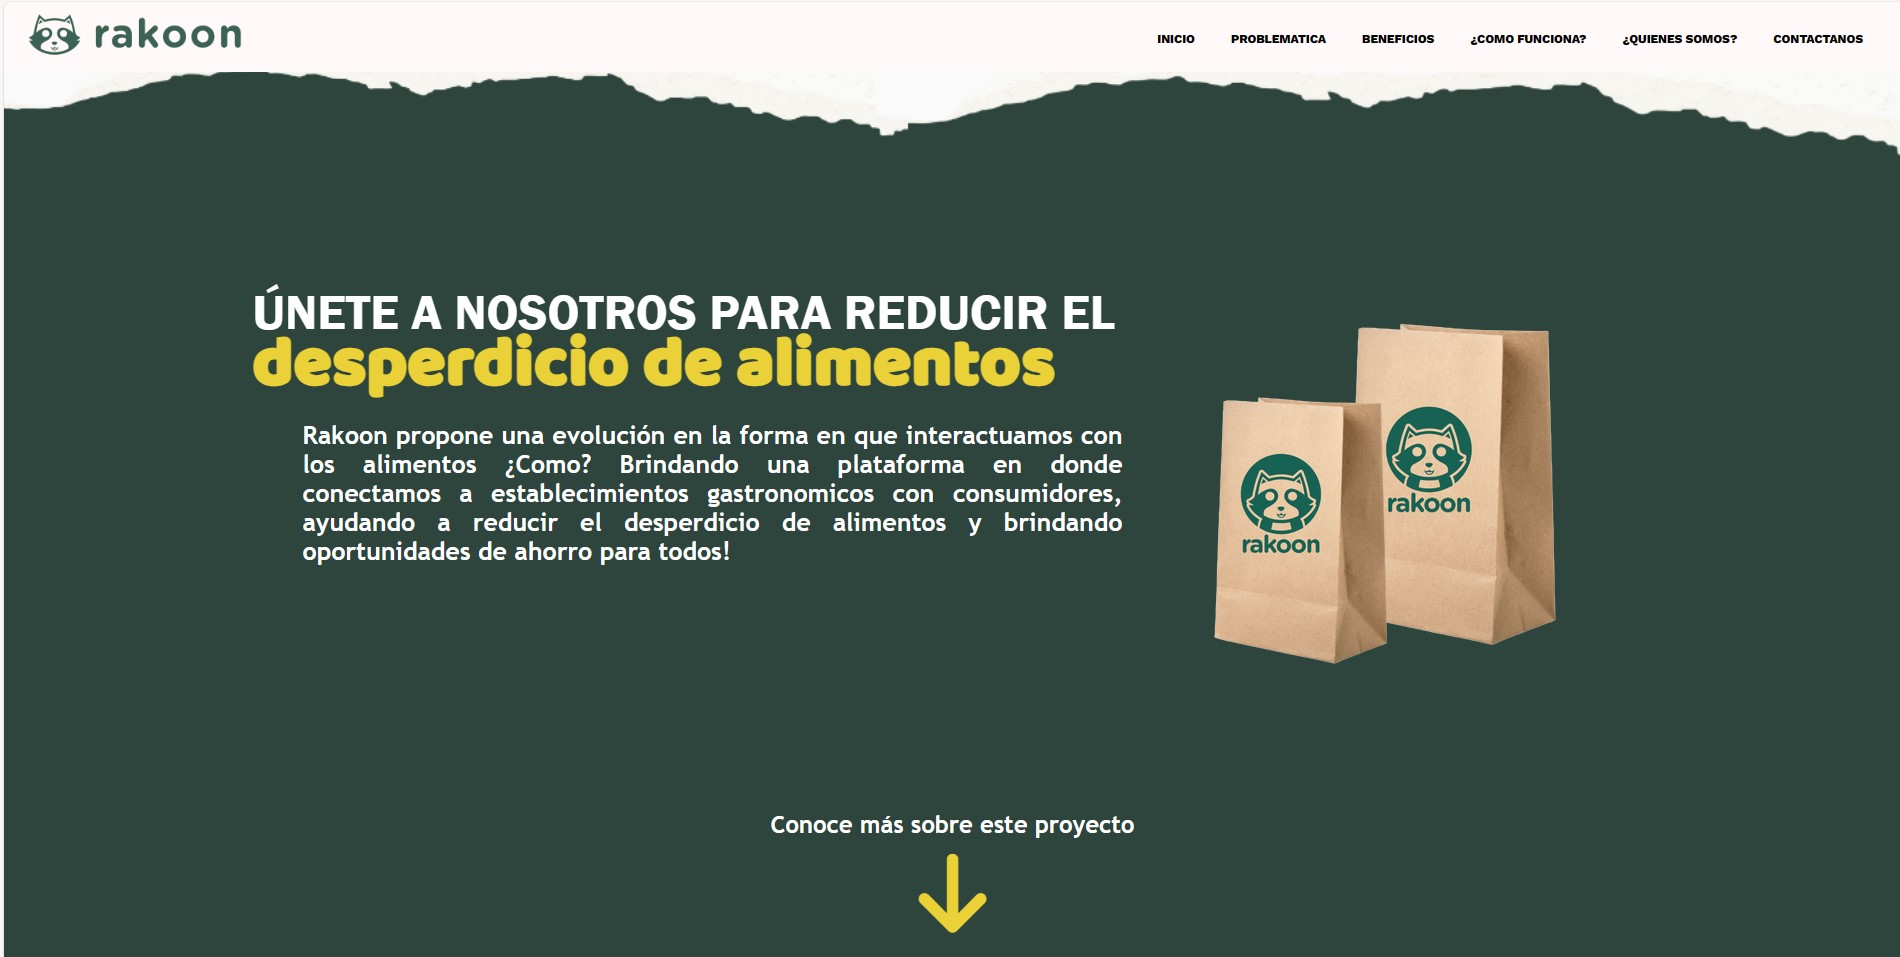 rakoon
INICIO
PROBLEMATICA
BENEFICIOS
¿COMO FUNCIONA?
¿QUIENES SOMOS?
CONTACTANOS
ÚNETE A NOSOTROS PARA REDUCIR EL
desperdicio de alimentos
Rakoon propone una evolución en la forma en que interactuamos con
los alimentos ¿Como? Brindando una plataforma en donde
conectamos a establecimientos gastronomicos con consumidores,
ayudando a reducir el desperdicio de alimentos y brindando
oportunidades de ahorro para todos!
rakoon
rakoon
Conoce más sobre este proyecto